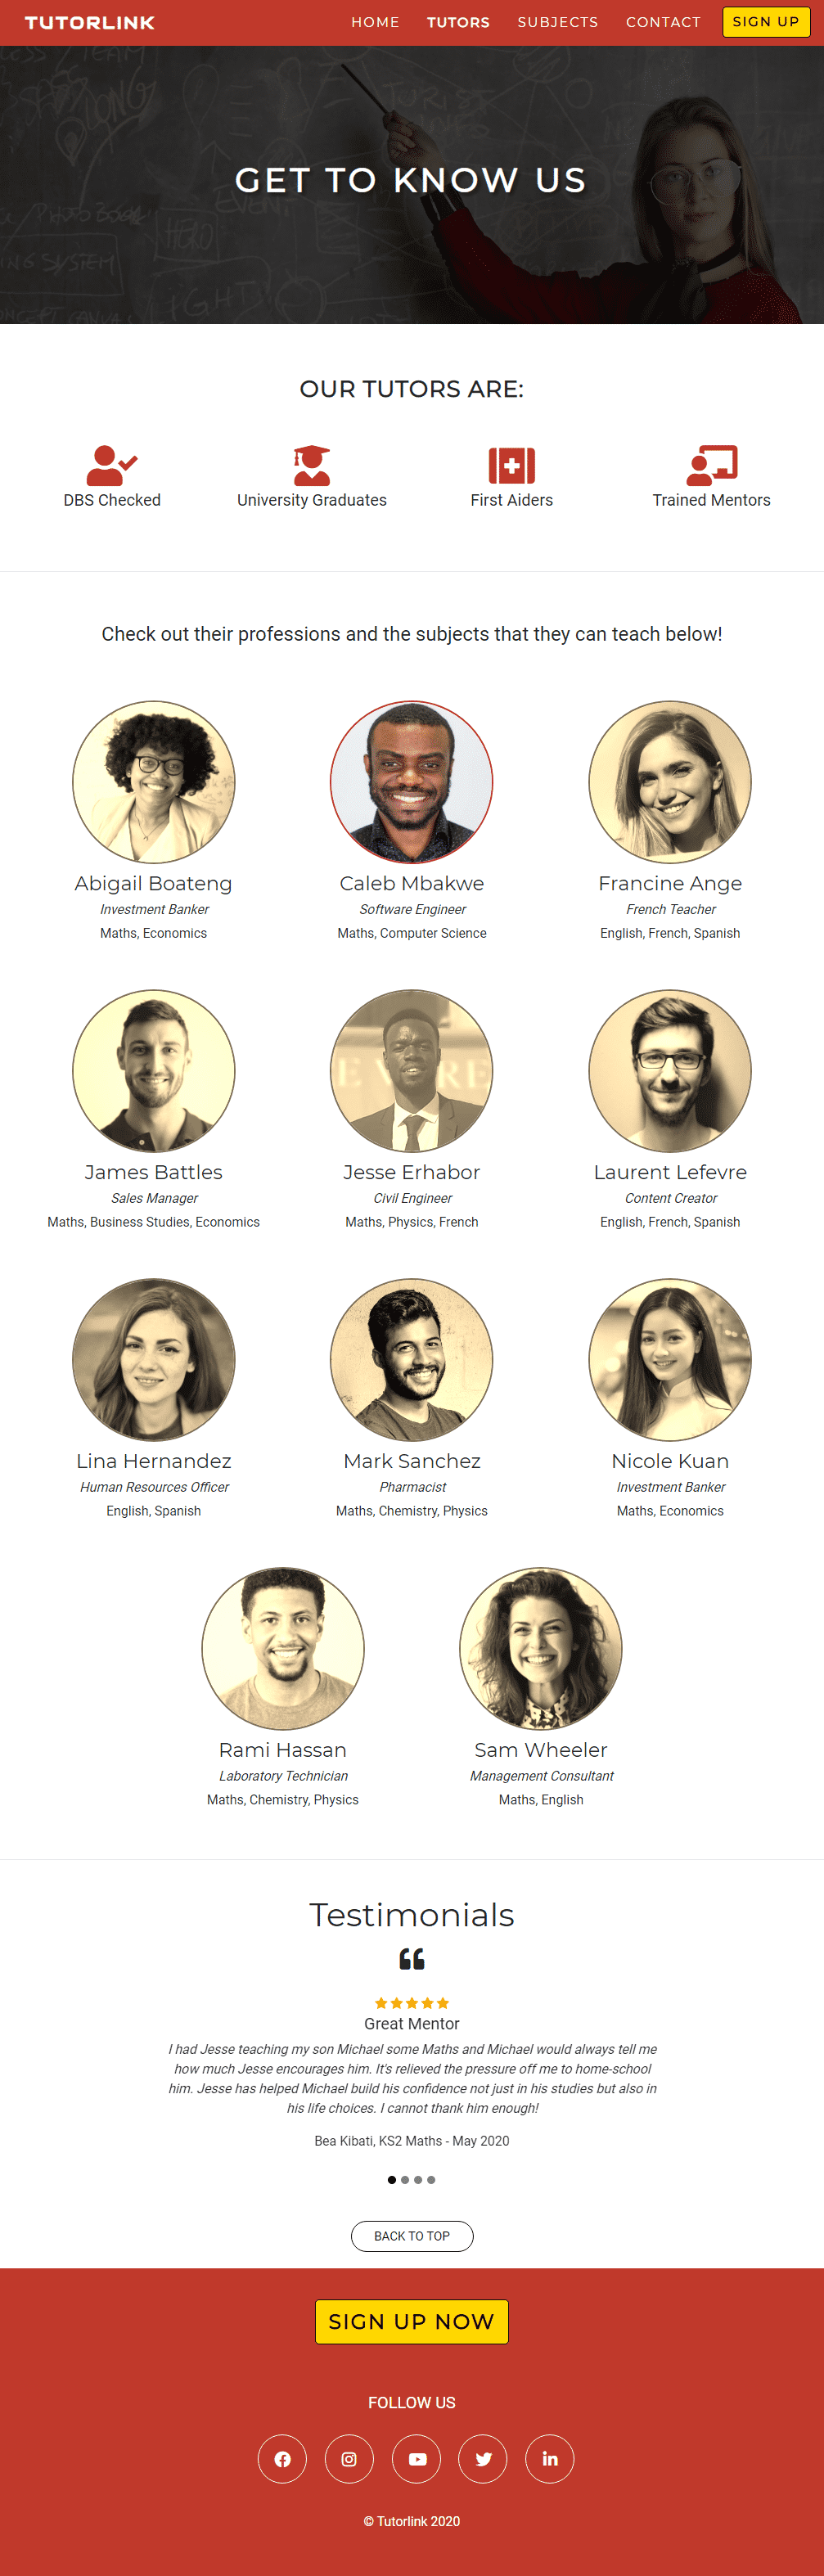 TUTORLINK
HOME TUTORS SUBJECTS CONTACT SIGN UP
GET TO KNOW US
OUR TUTORS ARE:
DBS Checked University Graduates First Aiders Trained Mentors
Check out their professions and the subjects that they can teach below!
Abigail Boateng Caleb Mbakwe Francine Ange
Investment Banker Software Engineer French Teacher
Maths, Economics Maths, Computer Science English, French, Spanish
James Battles Jesse Erhabor Laurent Lefevre
Sales Manager Civil Engineer Content Creator
Maths, Business Studies, Economics Maths, Physics, French English, French, Spanish
Lina Hernandez Mark Sanchez Nicole Kuan
Human Resources Officer Pharmacist Investment Banker
English, Spanish Maths, Chemistry, Physics Maths, Economics
Rami Hassan Sam Wheeler
Laboratory Technician Management Consultant
Maths, Chemistry, Physics Maths, English
Testimonials
Great Mentor
I had Jesse teaching my son Michael some Maths and Michael would always tell me
how much Jesse encourages him. It's relieved the pressure off me to home-school
him. Jesse has helped Michael build his confidence not just in his studies but also in
his life choices. I cannot thank him enough!
Bea Kibati, KS2 Maths - May 2020
BACK TO TOP
SIGN UP NOW
FOLLOW US
© Tutorlink 2020